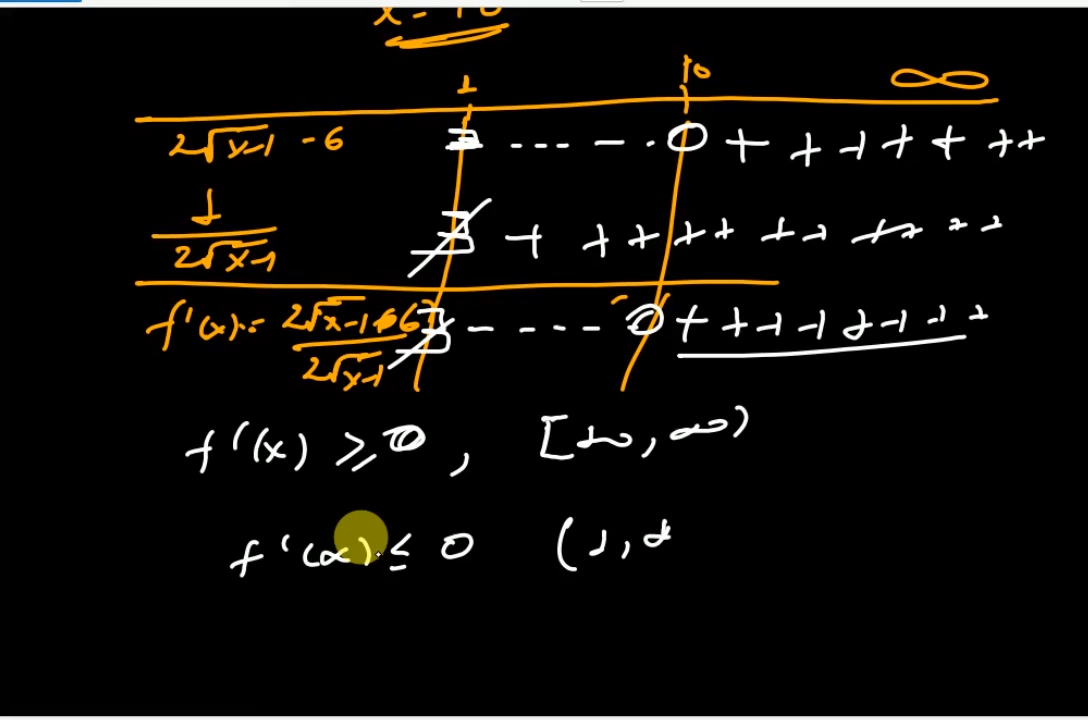 x = 10
1 10 ∞
2√x-1 - 6 - - - - . 0 + + + + + + +
1 / 2√x-1 + + + + + + + + + + +
f'(x) = 2√x-1 - 6 / 2√x-1 - - - - - 0 + + + + + + + +
f'(x) ≥ 0, [10, ∞)
f'(x) ≤ 0 (1, 1